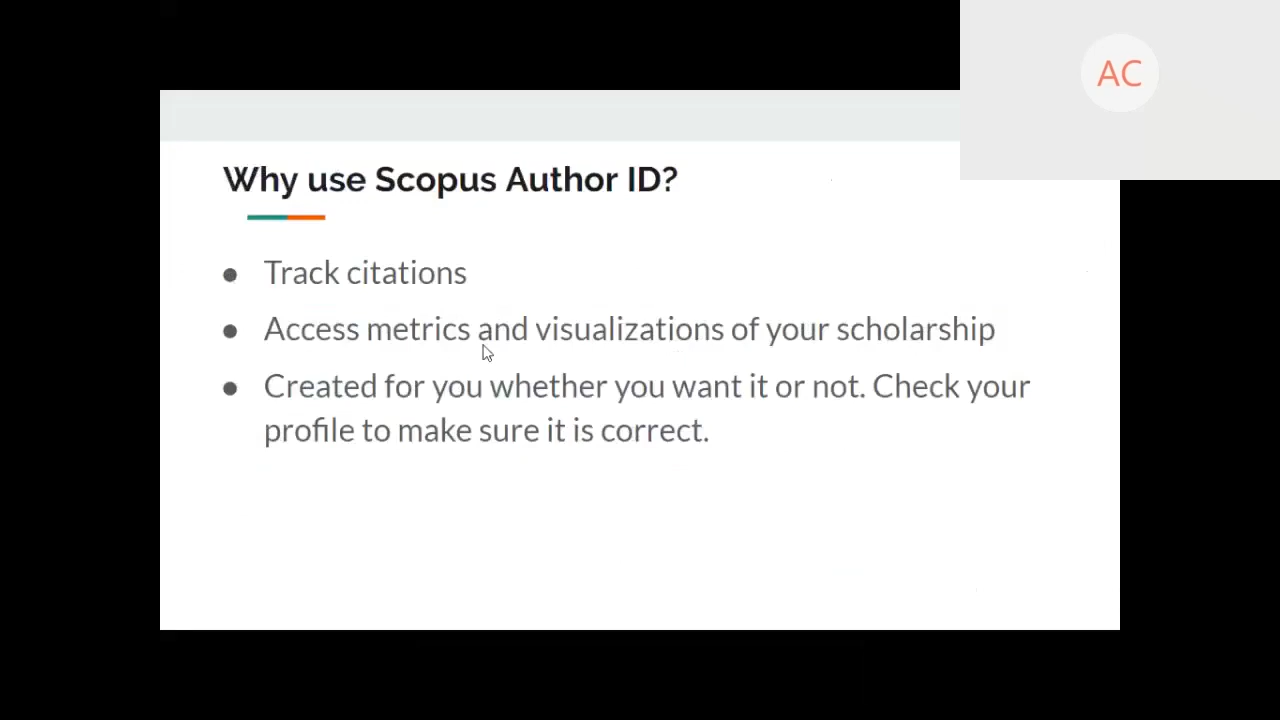 AC
Why use Scopus Author ID?
● Track citations
● Access metrics and visualizations of your scholarship
● Created for you whether you want it or not. Check your
profile to make sure it is correct.